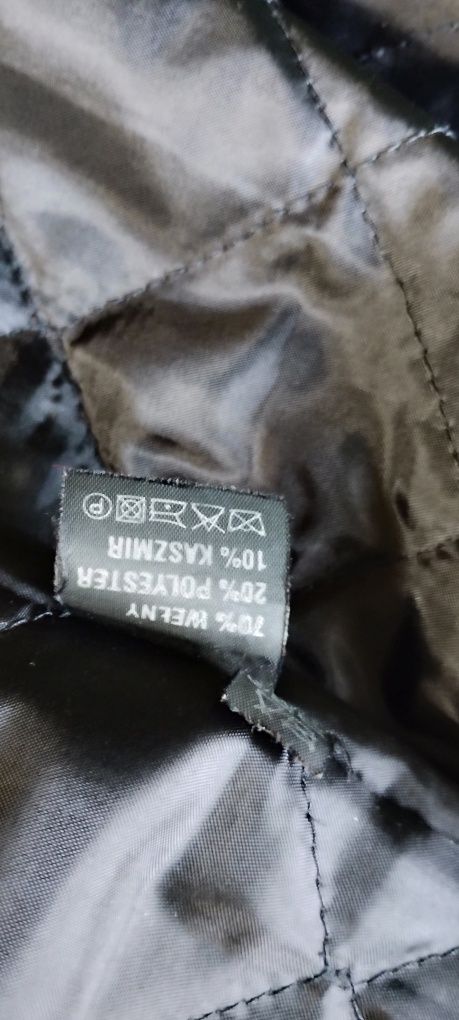 70% WEŁNY
20% POLYESTER
10% KASZMIR
P